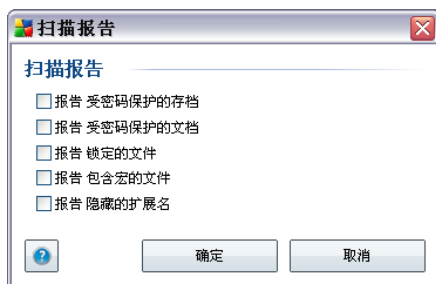 扫描报告
扫描报告
报告 受密码保护的存档
报告 受密码保护的文档
报告 锁定的文件
报告 包含宏的文件
报告 隐藏的扩展名
?
确定
取消